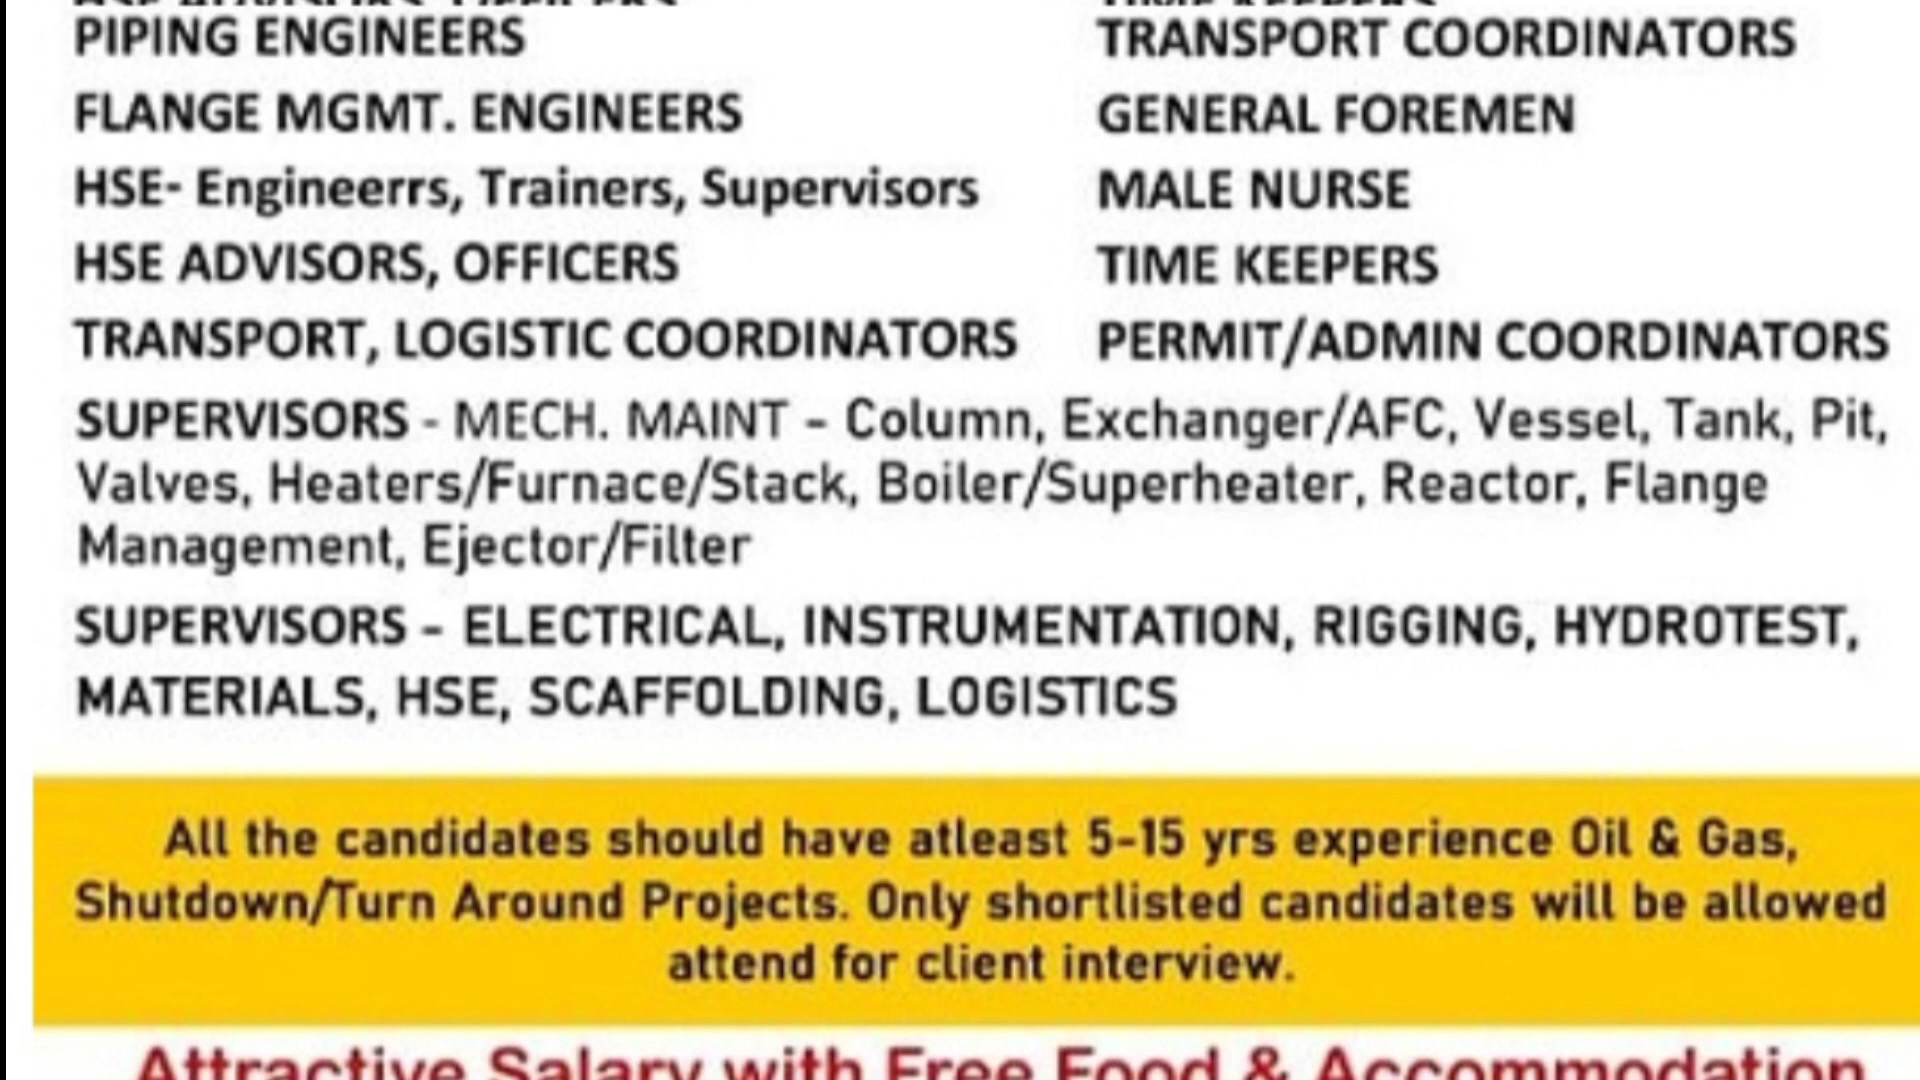 PIPING ENGINEERS
TRANSPORT COORDINATORS
FLANGE MGMT. ENGINEERS
GENERAL FOREMEN
HSE- Engineerrs, Trainers, Supervisors
MALE NURSE
HSE ADVISORS, OFFICERS
TIME KEEPERS
TRANSPORT, LOGISTIC COORDINATORS
PERMIT/ADMIN COORDINATORS
SUPERVISORS - MECH. MAINT - Column, Exchanger/AFC, Vessel, Tank, Pit,
Valves, Heaters/Furnace/Stack, Boiler/Superheater, Reactor, Flange
Management, Ejector/Filter
SUPERVISORS - ELECTRICAL, INSTRUMENTATION, RIGGING, HYDROTEST,
MATERIALS, HSE, SCAFFOLDING, LOGISTICS
All the candidates should have atleast 5-15 yrs experience Oil & Gas,
Shutdown/Turn Around Projects. Only shortlisted candidates will be allowed
attend for client interview.
Attractive Salary with Free Food & Accommodation